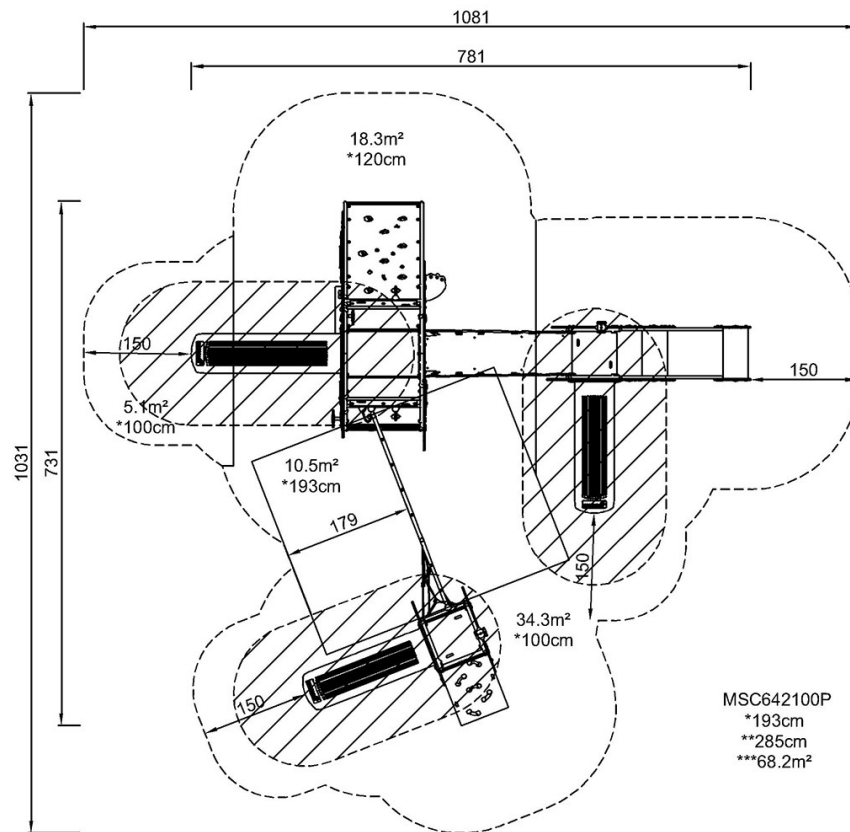 1081
781
18.3m²
*120cm
1031
731
150
150
5.1m²
*100cm
10.5m²
*193cm
179
150
34.3m²
*100cm
150
MSC642100P
*193cm
**285cm
***68.2m²